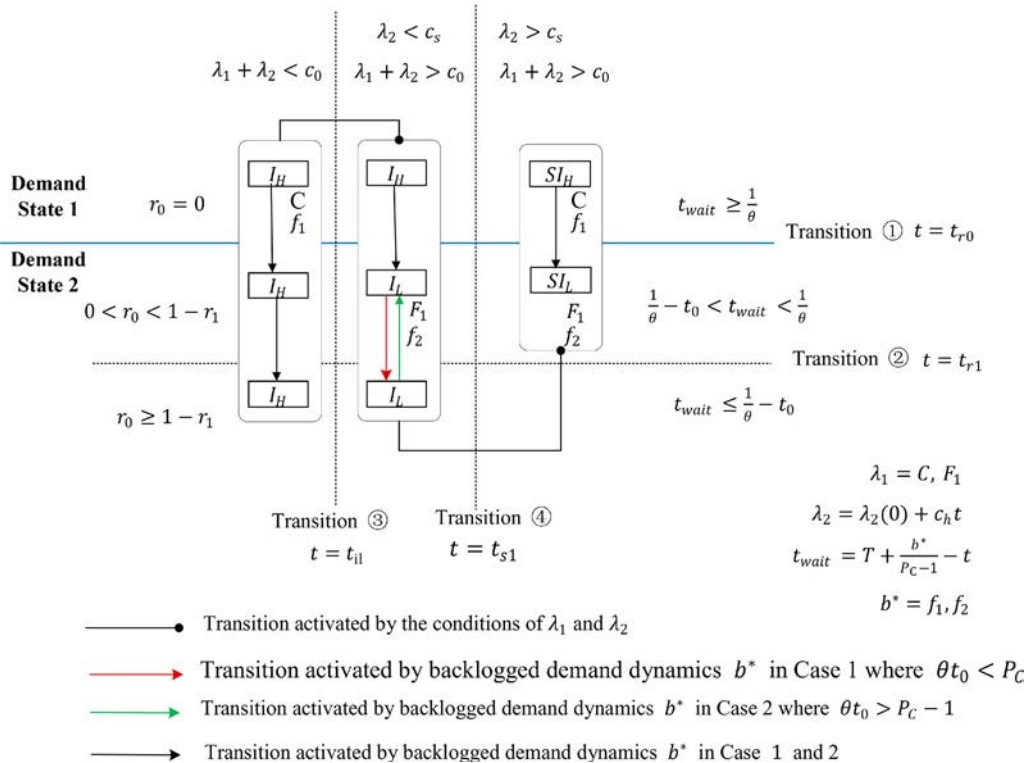 λ₂ < cₛ
λ₂ > cₛ
λ₁ + λ₂ < c₀
λ₁ + λ₂ > c₀
λ₁ + λ₂ > c₀
Demand
State 1
r₀ = 0
I_H
C
f₁
I_H
SI_H
C
f₁
t_wait ≥ 1/θ
Transition ① t = t_r0
Demand
State 2
0 < r₀ < 1 − r₁
I_H
I_L
F₁
f₂
SI_L
F₁
f₂
1/θ − t₀ < t_wait < 1/θ
Transition ② t = t_r1
r₀ ≥ 1 − r₁
I_H
I_L
t_wait ≤ 1/θ − t₀
Transition ③
t = t_il
Transition ④
t = t_s1
λ₁ = C, F₁
λ₂ = λ₂(0) + c_h t
t_wait = T + b*/(P_C−1) − t
b* = f₁, f₂
Transition activated by the conditions of λ₁ and λ₂
Transition activated by backlogged demand dynamics b* in Case 1 where θt₀ < P_C
Transition activated by backlogged demand dynamics b* in Case 2 where θt₀ > P_C − 1
Transition activated by backlogged demand dynamics b* in Case 1 and 2